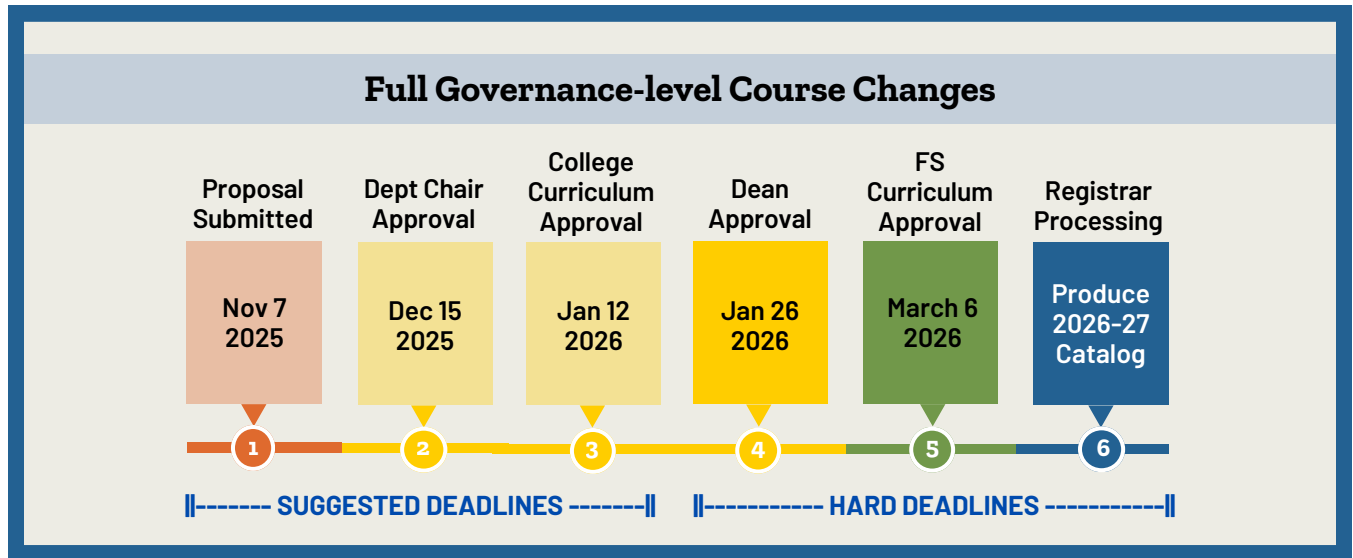 Full Governance-level Course Changes
Proposal
Submitted
Dept Chair
Approval
College
Curriculum
Approval
Dean
Approval
FS
Curriculum
Approval
Registrar
Processing
Nov 7
2025
Dec 15
2025
Jan 12
2026
Jan 26
2026
March 6
2026
Produce
2026-27
Catalog
1
2
3
4
5
6
||------- SUGGESTED DEADLINES -------||
||----------- HARD DEADLINES -----------||